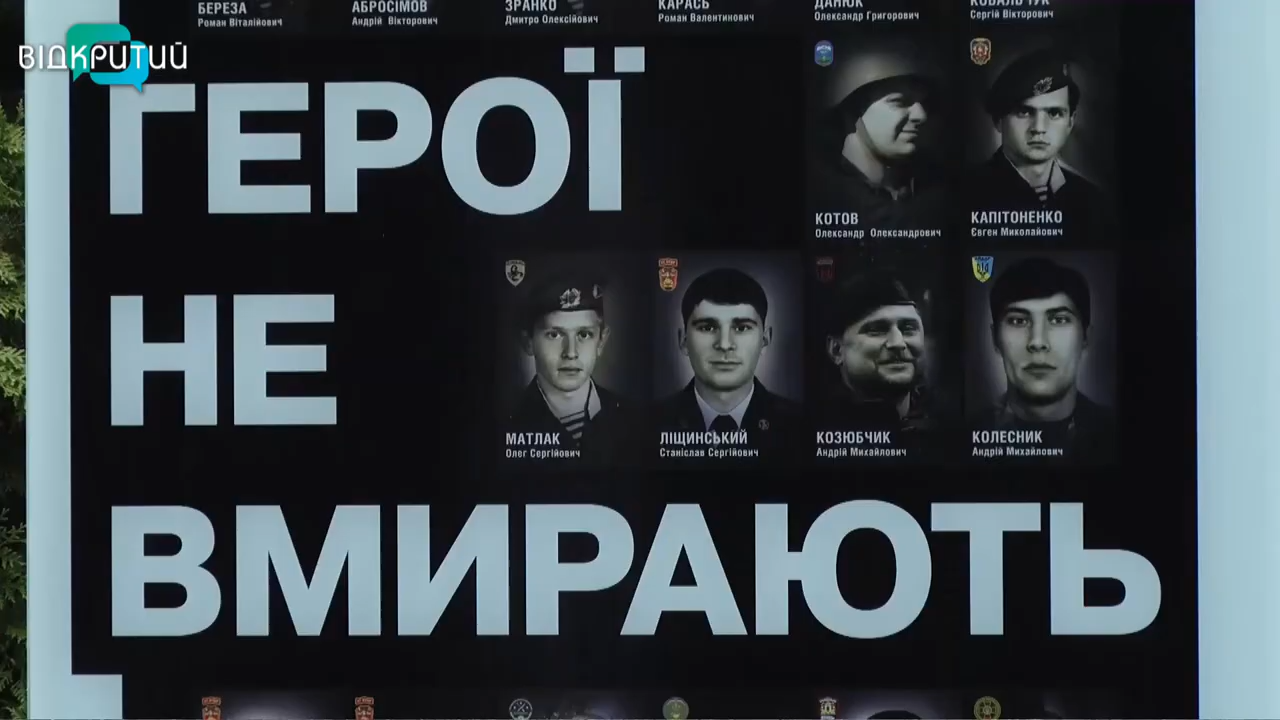 БЕРЕЗА
Роман Віталійович
АБРОСІМОВ
Андрій Вікторович
ЗРАНКО
Дмитро Олексійович
КАРАСЬ
Роман Валентинович
ДАНЮК
Олександр Григорович
КОВАЛЬЧУК
Сергій Вікторович
ВІДКРИТИЙ
ГЕРОЇ
НЕ
ВМИРАЮТЬ
КОТОВ
Олександр Олександрович
КАПІТОНЕНКО
Євген Миколайович
МАТЛАК
Олег Сергійович
ЛІЩИНСЬКИЙ
Станіслав Сергійович
КОЗЮБЧИК
Андрій Михайлович
КОЛЕСНИК
Андрій Михайлович